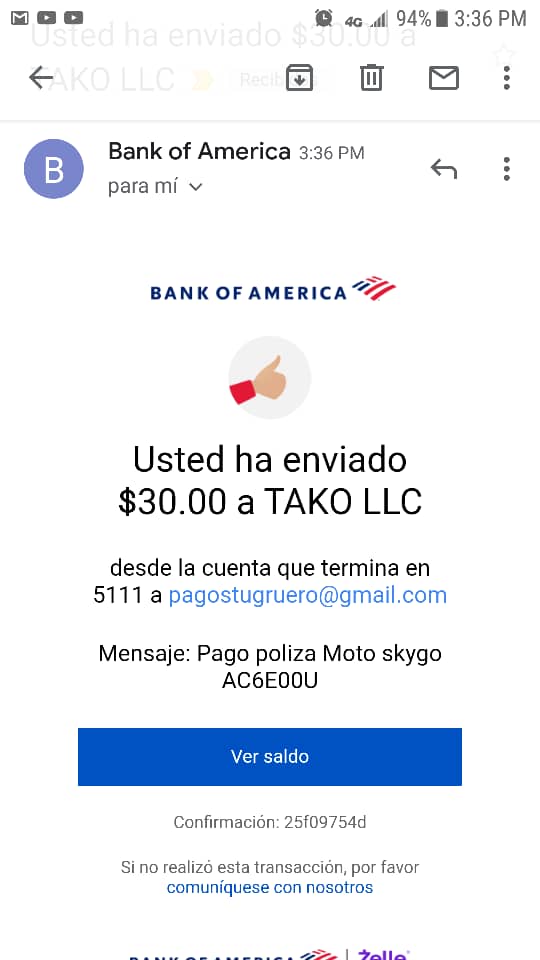 4G 94% 3:36 PM
Usted ha enviado $30.00 a
TAKO LLC
Bank of America 3:36 PM
B
para mí
BANK OF AMERICA
Usted ha enviado
$30.00 a TAKO LLC
desde la cuenta que termina en
5111 a pagostugruero@gmail.com
Mensaje: Pago poliza Moto skygo
AC6E00U
Ver saldo
Confirmación: 25f09754d
Si no realizó esta transacción, por favor
comuníquese con nosotros
BANK OF AMERICA Zelle